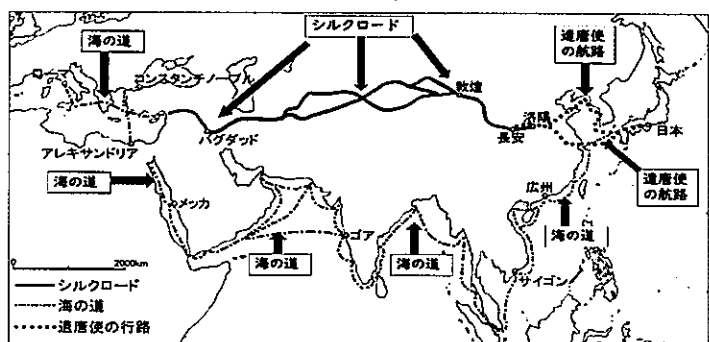 シルクロード
海の道
遣唐使
の航路
コンスタンチノープル
敦煌
洛陽
日本
長安
バグダッド
アレキサンドリア
遣唐使
の航路
海の道
メッカ
広州
海の道
ゴア
海の道
海の道
サイゴン
0
2000km
シルクロード
海の道
遣唐使の行路